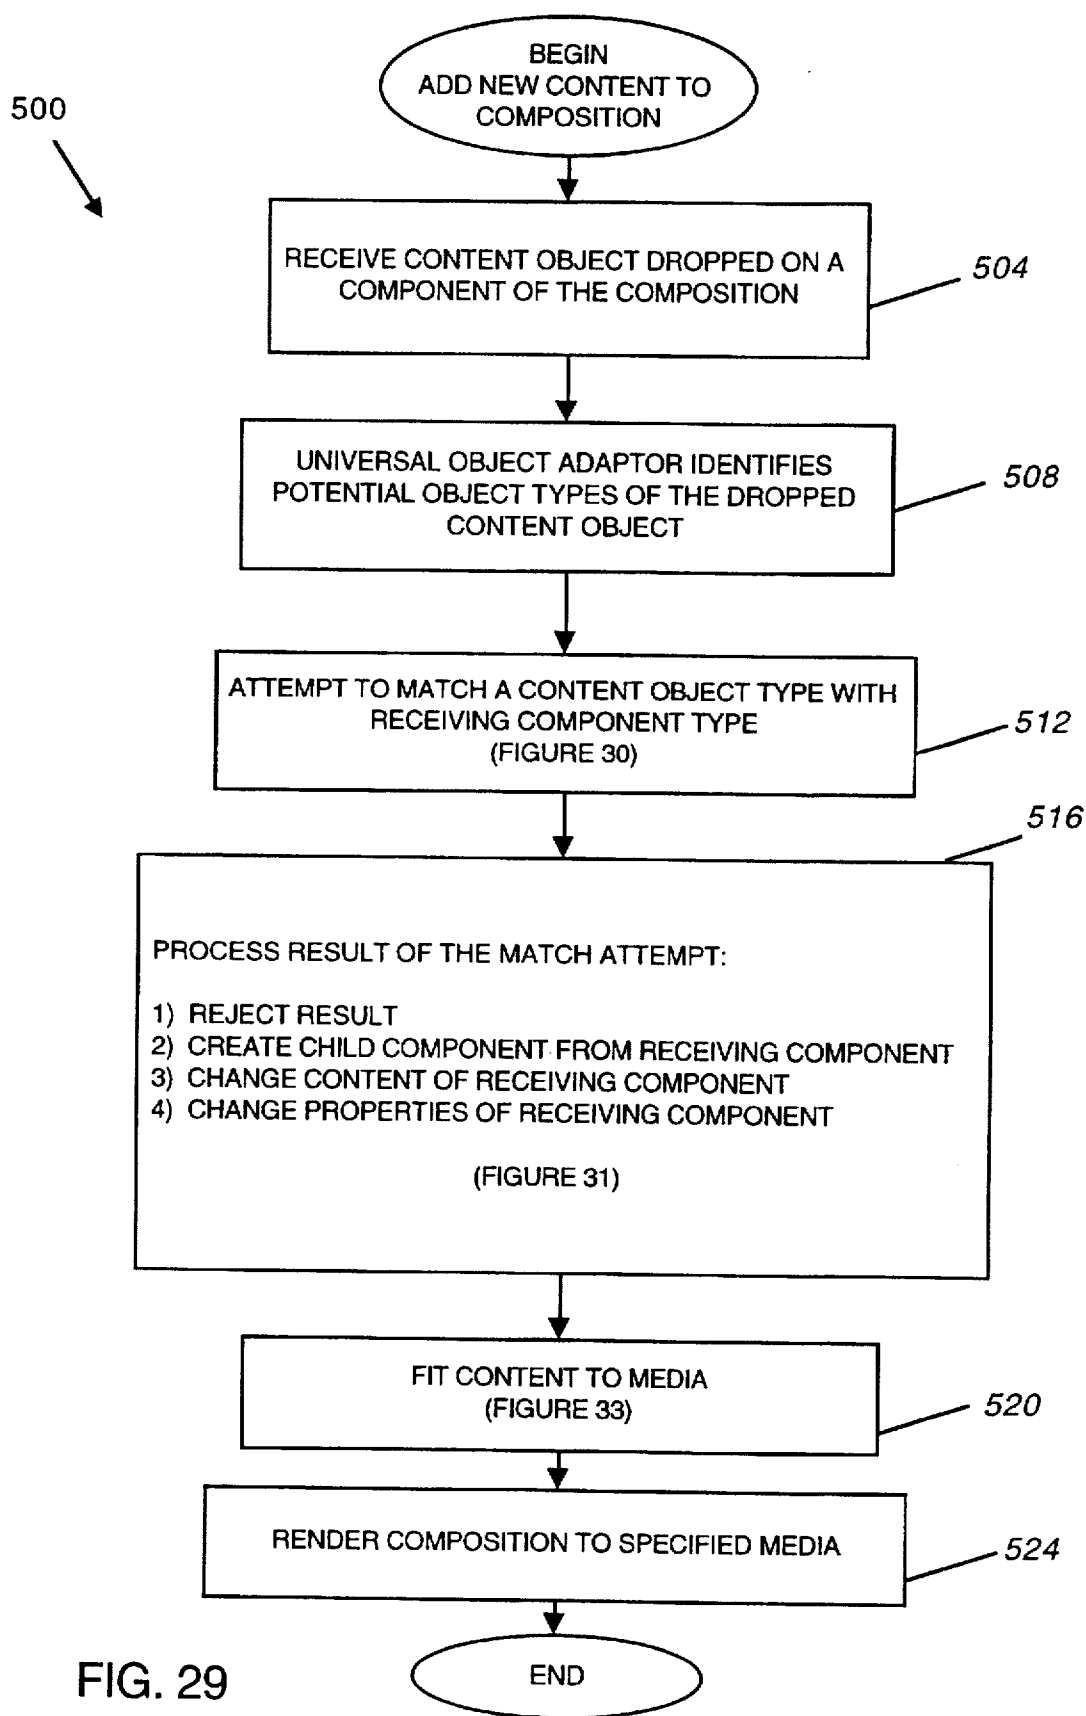 BEGIN
ADD NEW CONTENT TO
COMPOSITION
500
RECEIVE CONTENT OBJECT DROPPED ON A
COMPONENT OF THE COMPOSITION
504
UNIVERSAL OBJECT ADAPTOR IDENTIFIES
POTENTIAL OBJECT TYPES OF THE DROPPED
CONTENT OBJECT
508
ATTEMPT TO MATCH A CONTENT OBJECT TYPE WITH
RECEIVING COMPONENT TYPE
(FIGURE 30)
512
516
PROCESS RESULT OF THE MATCH ATTEMPT:
1) REJECT RESULT
2) CREATE CHILD COMPONENT FROM RECEIVING COMPONENT
3) CHANGE CONTENT OF RECEIVING COMPONENT
4) CHANGE PROPERTIES OF RECEIVING COMPONENT
(FIGURE 31)
FIT CONTENT TO MEDIA
(FIGURE 33)
520
RENDER COMPOSITION TO SPECIFIED MEDIA
524
END
FIG. 29